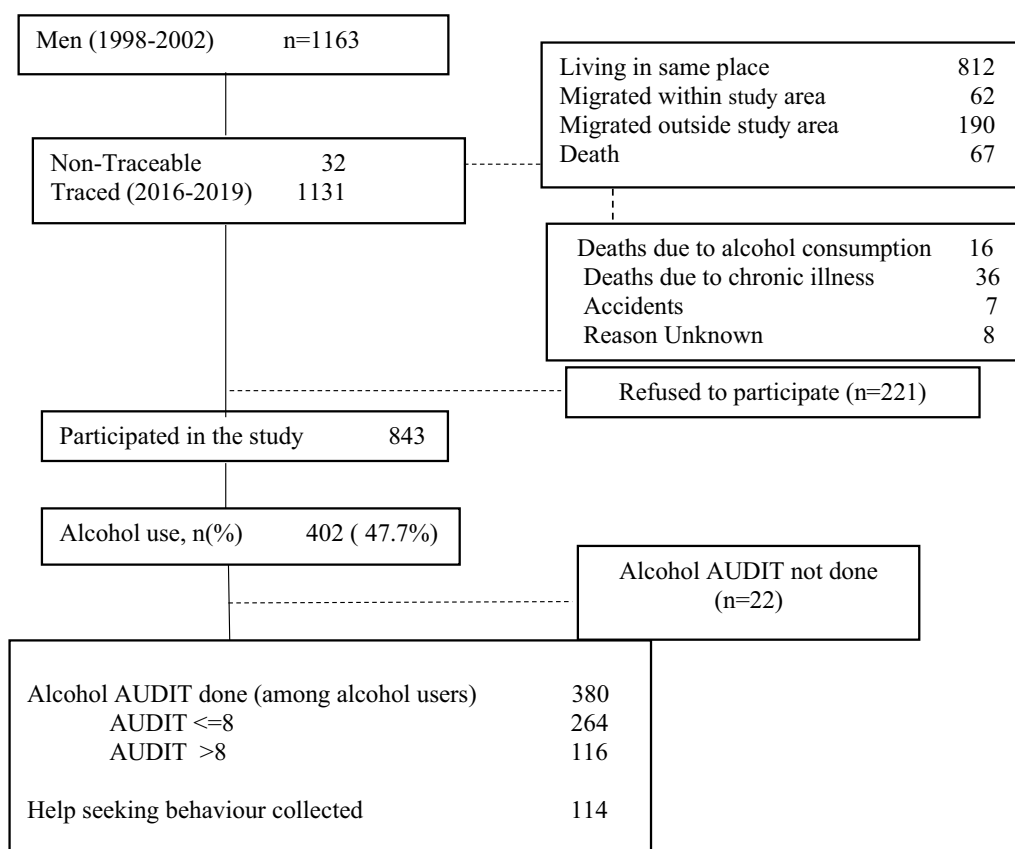 Men (1998-2002) n=1163
Living in same place 812
Migrated within study area 62
Migrated outside study area 190
Death 67
Non-Traceable 32
Traced (2016-2019) 1131
Deaths due to alcohol consumption 16
Deaths due to chronic illness 36
Accidents 7
Reason Unknown 8
Refused to participate (n=221)
Participated in the study 843
Alcohol use, n(%) 402 ( 47.7%)
Alcohol AUDIT not done
(n=22)
Alcohol AUDIT done (among alcohol users) 380
AUDIT <=8 264
AUDIT >8 116
Help seeking behaviour collected 114